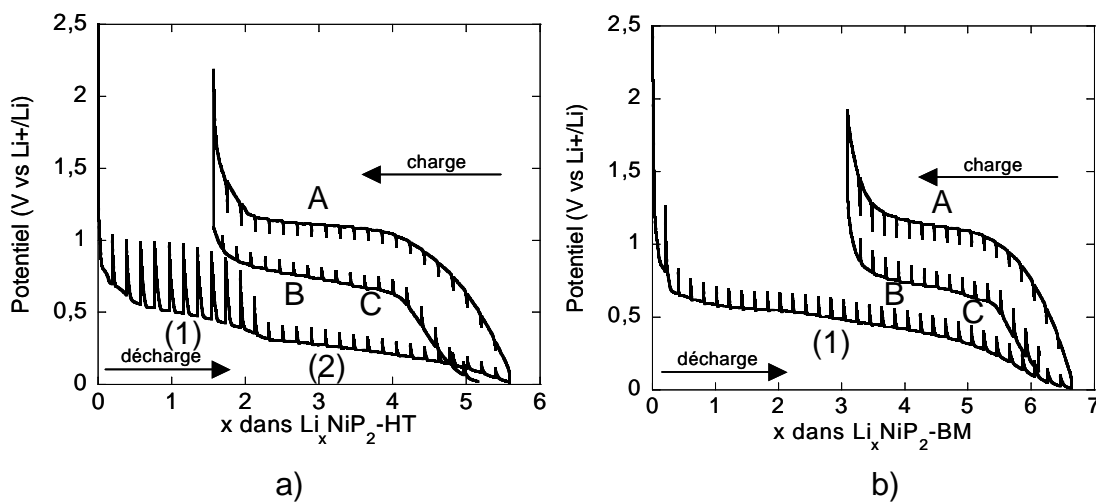 2,5
2
1,5
1
0,5
0
Potentiel (V vs Li+/Li)
charge
A
B
C
(1)
(2)
décharge
0 1 2 3 4 5 6
x dans LixNiP2-HT
a)
2,5
2
1,5
1
0,5
0
Potentiel (V vs Li+/Li)
charge
A
B
C
(1)
décharge
0 1 2 3 4 5 6 7
x dans LixNiP2-BM
b)